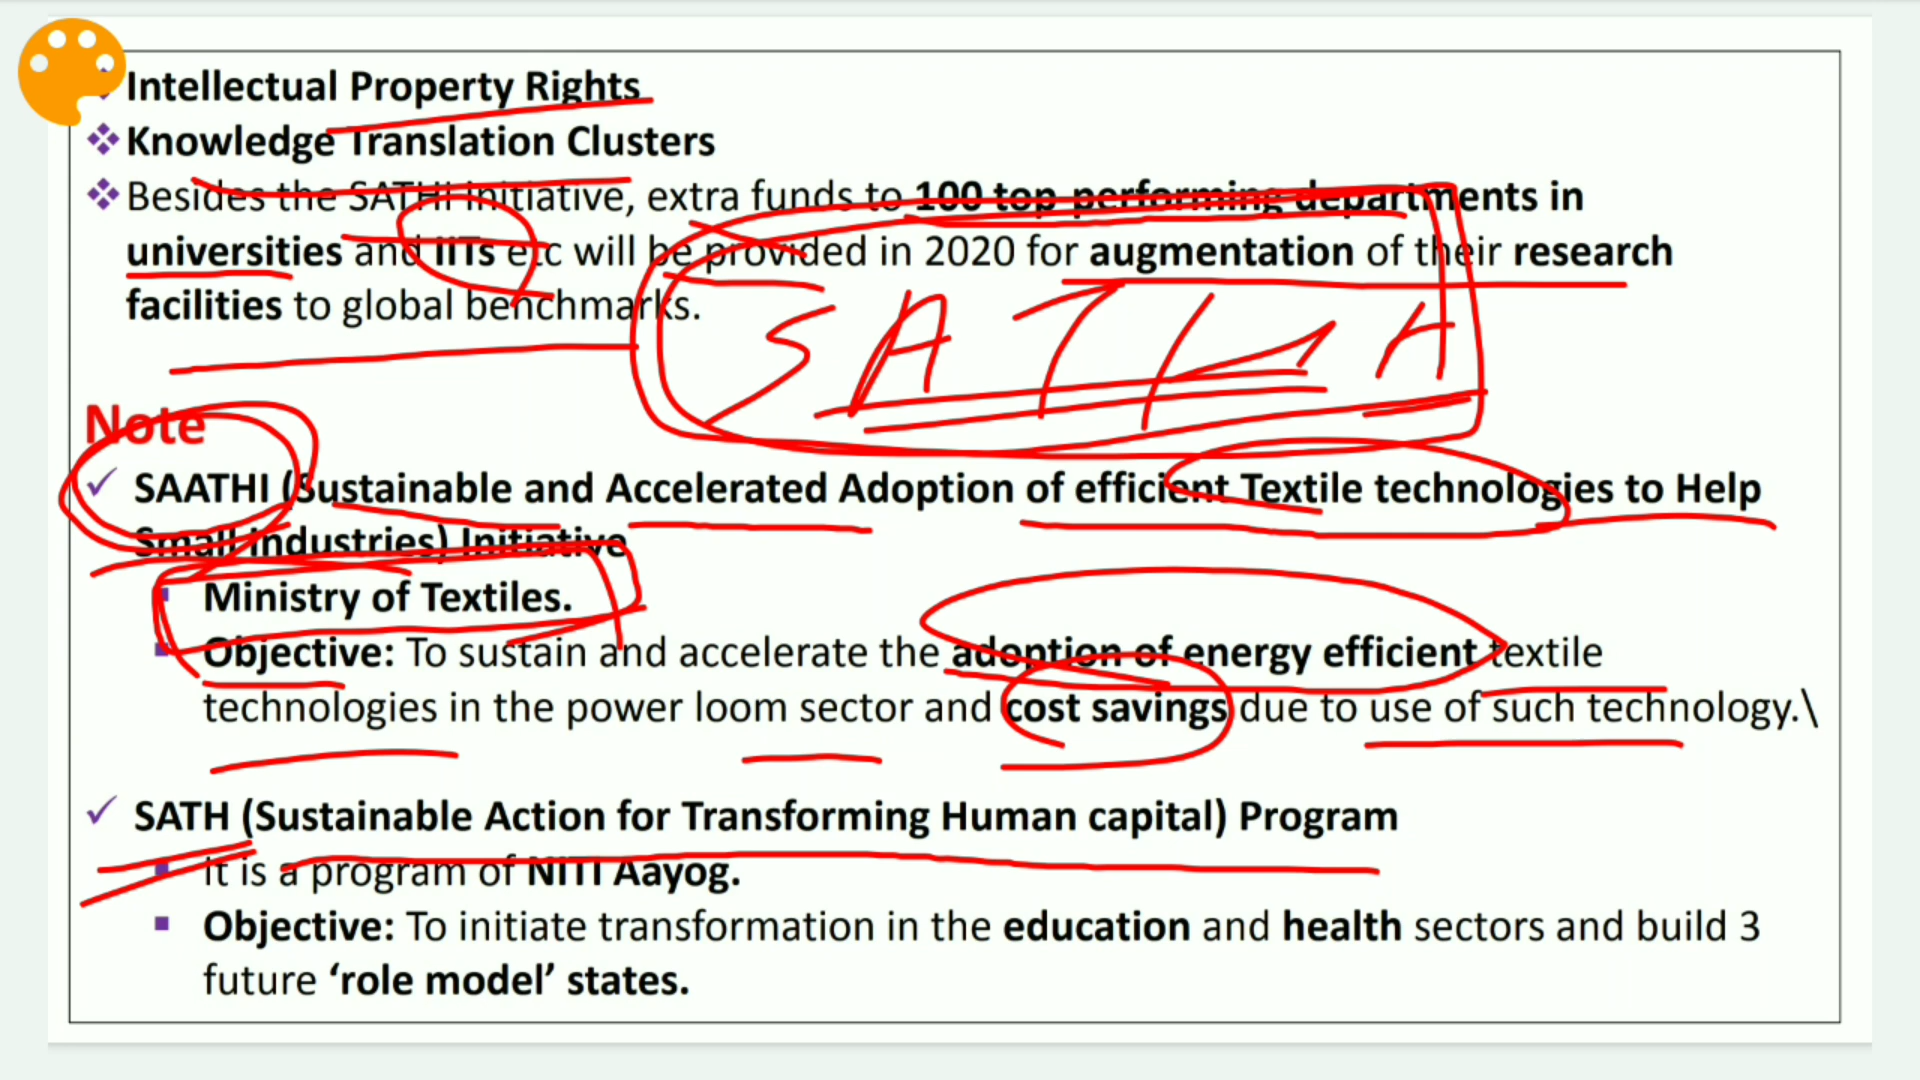 Intellectual Property Rights
Knowledge Translation Clusters
Besides the SATHI Initiative, extra funds to 100 top performing departments in
universities and IITs etc will be provided in 2020 for augmentation of their research
facilities to global benchmarks.
Note
SAATHI (Sustainable and Accelerated Adoption of efficient Textile technologies to Help
Small Industries) Initiative
Ministry of Textiles.
Objective: To sustain and accelerate the adoption of energy efficient textile
technologies in the power loom sector and cost savings due to use of such technology.\
SATH (Sustainable Action for Transforming Human capital) Program
It is a program of NITI Aayog.
Objective: To initiate transformation in the education and health sectors and build 3
future ‘role model’ states.